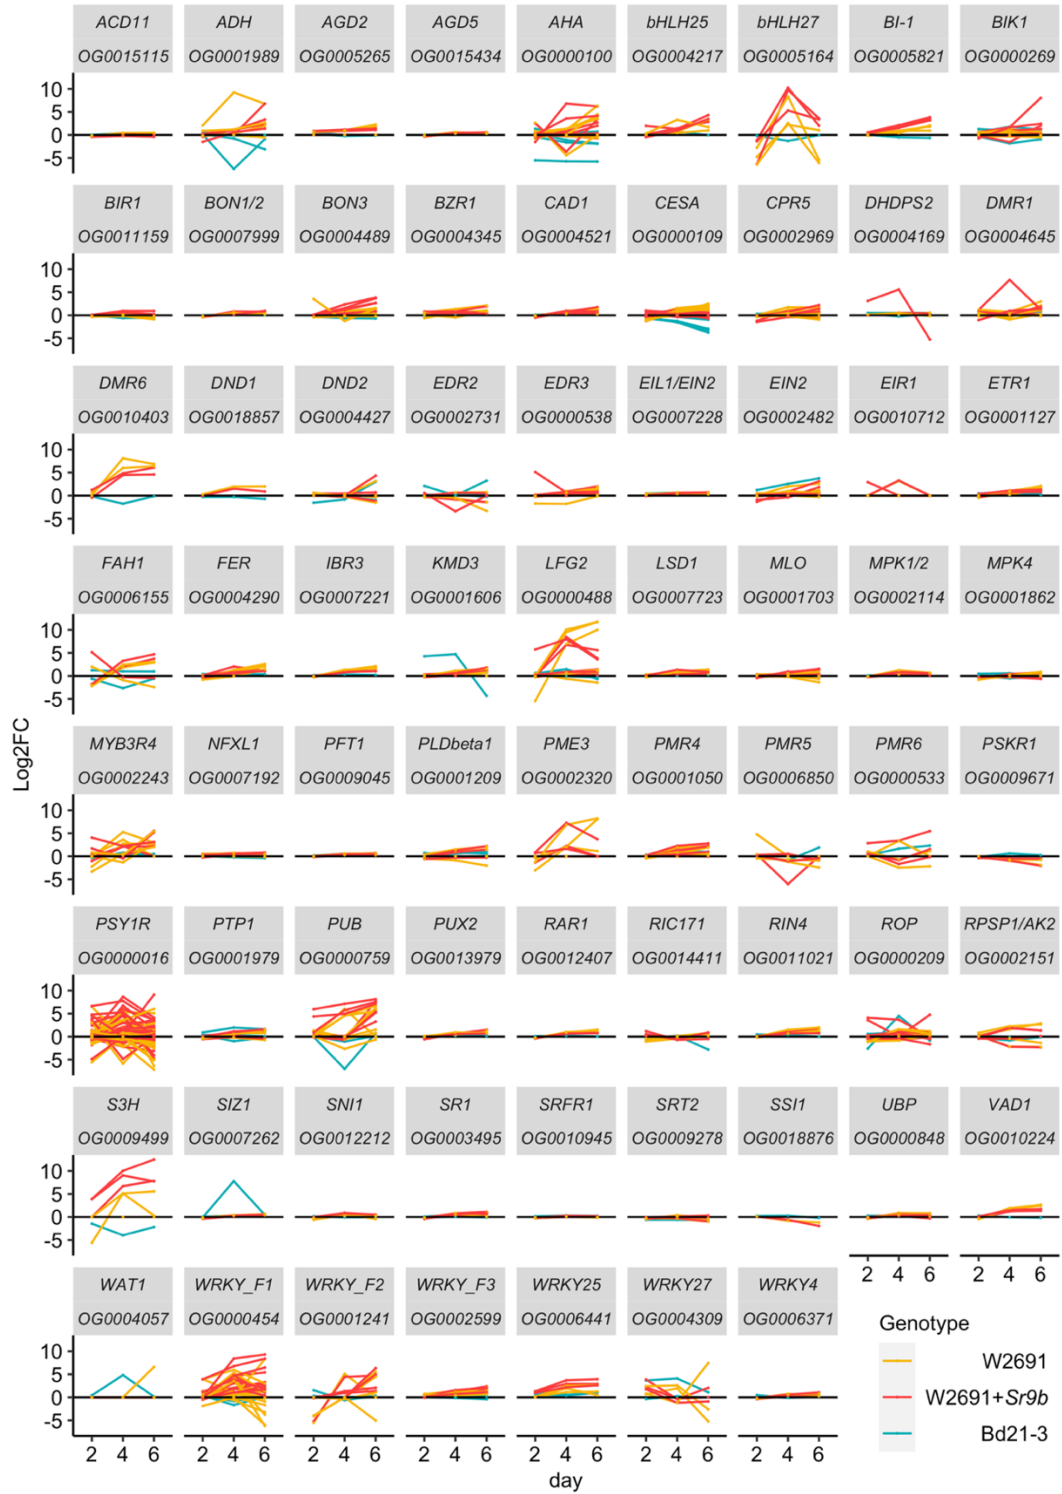 ACD11 ADH AGD2 AGD5 AHA bHLH25 bHLH27 BI-1 BIK1
OG0015115 OG0001989 OG0005265 OG0015434 OG0000100 OG0004217 OG0005164 OG0005821 OG0000269
10
5
0
-5
BIR1 BON1/2 BON3 BZR1 CAD1 CESA CPR5 DHDPS2 DMR1
OG0011159 OG0007999 OG0004489 OG0004345 OG0004521 OG0000109 OG0002969 OG0004169 OG0004645
10
5
0
-5
DMR6 DND1 DND2 EDR2 EDR3 EIL1/EIN2 EIN2 EIR1 ETR1
OG0010403 OG0018857 OG0004427 OG0002731 OG0000538 OG0007228 OG0002482 OG0010712 OG0001127
10
5
0
-5
FAH1 FER IBR3 KMD3 LFG2 LSD1 MLO MPK1/2 MPK4
OG0006155 OG0004290 OG0007221 OG0001606 OG0000488 OG0007723 OG0001703 OG0002114 OG0001862
10
5
0
-5
Log2FC
MYB3R4 NFXL1 PFT1 PLDbeta1 PME3 PMR4 PMR5 PMR6 PSKR1
OG0002243 OG0007192 OG0009045 OG0001209 OG0002320 OG0001050 OG0006850 OG0000533 OG0009671
10
5
0
-5
PSY1R PTP1 PUB PUX2 RAR1 RIC171 RIN4 ROP RPSP1/AK2
OG0000016 OG0001979 OG0000759 OG0013979 OG0012407 OG0014411 OG0011021 OG0000209 OG0002151
10
5
0
-5
S3H SIZ1 SNI1 SR1 SRFR1 SRT2 SSI1 UBP VAD1
OG0009499 OG0007262 OG0012212 OG0003495 OG0010945 OG0009278 OG0018876 OG0000848 OG0010224
10
5
0
-5
2 4 6 2 4 6
WAT1 WRKY_F1 WRKY_F2 WRKY_F3 WRKY25 WRKY27 WRKY4
OG0004057 OG0000454 OG0001241 OG0002599 OG0006441 OG0004309 OG0006371
10
5
0
-5
2 4 6 2 4 6 2 4 6 2 4 6 2 4 6 2 4 6 2 4 6
day
Genotype
W2691
W2691+Sr9b
Bd21-3